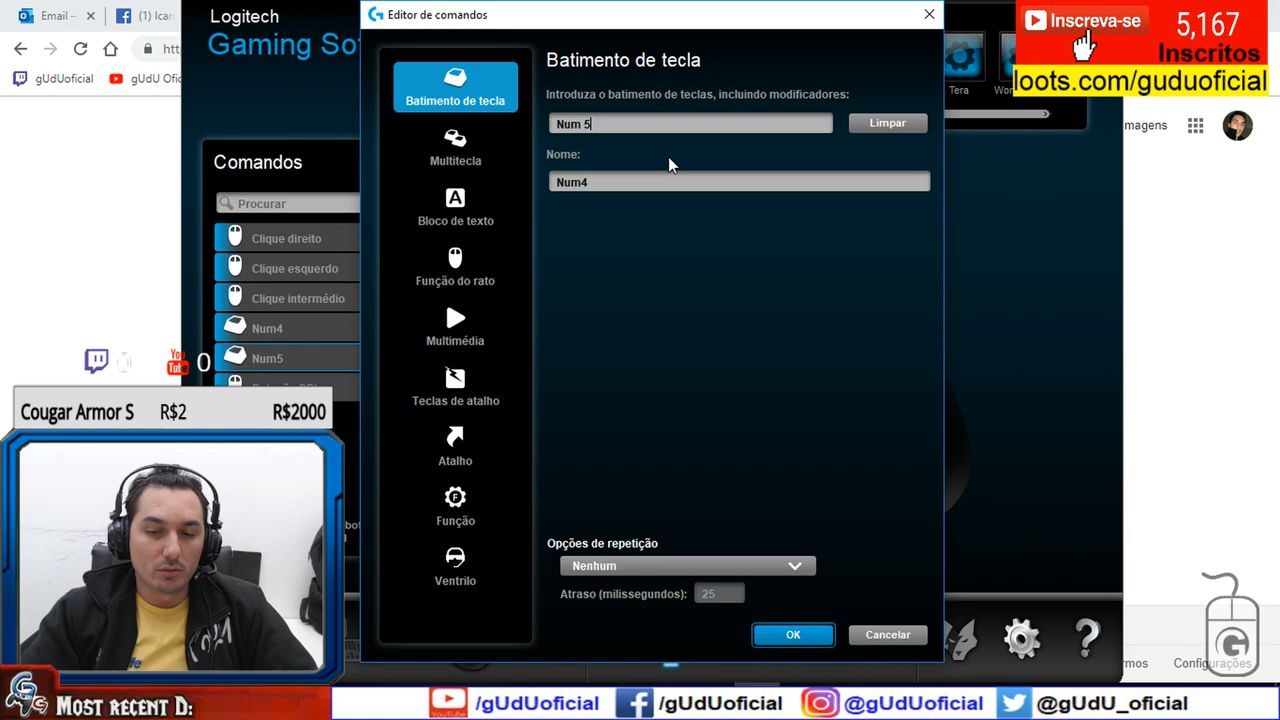 Email –
(1) Icar
htt
gUdUoficial
gUdU Ofic
Logitech
Gaming So
Editor de comandos
Inscreva-se
5,167
Inscritos
loots.com/guduoficial
Tera
Wor
magens
Comandos
Procurar
Clique direito
Clique esquerdo
Clique intermédio
Num4
Num5
0
Batimento de tecla
Multitecla
Bloco de texto
Função do rato
Multimédia
Teclas de atalho
Atalho
Função
Ventrilo
Batimento de tecla
Introduza o batimento de teclas, incluindo modificadores:
Num 5
Limpar
Nome:
Num4
Opções de repetição
Nenhum
Atraso (milissegundos):
25
OK
Cancelar
Cougar Armor S R$2 R$2000
rmos
Configurações
Most recent D:
/gUdUoficial
/gUdUoficial
@gUdUoficial
@gUdU_oficial